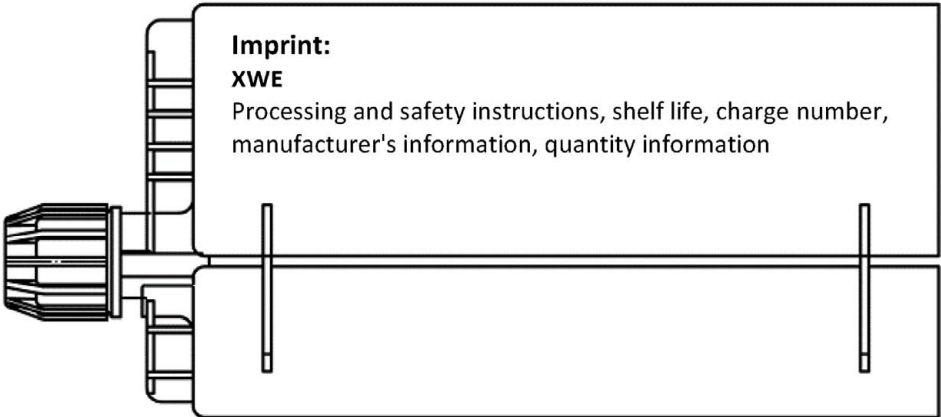 Imprint:
XWE
Processing and safety instructions, shelf life, charge number,
manufacturer's information, quantity information